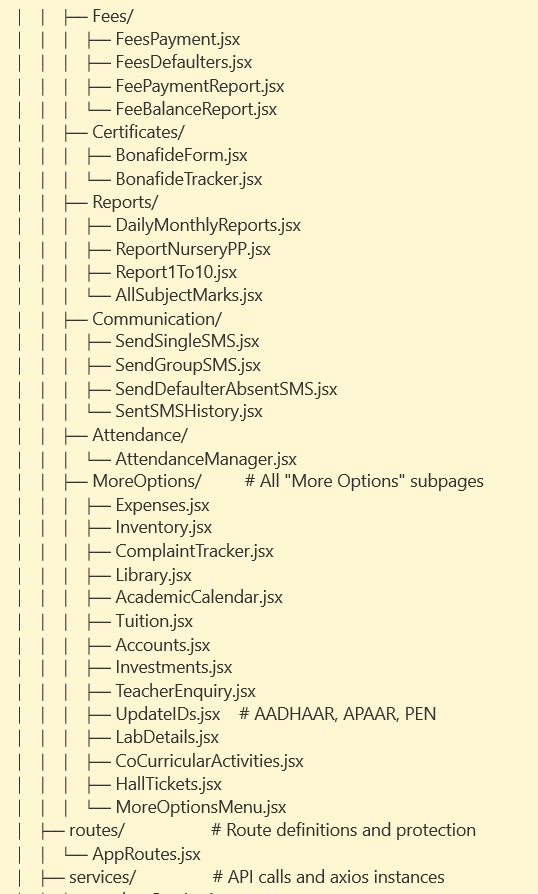 │ │ ├── Fees/
│ │ │ ├── FeesPayment.jsx
│ │ │ ├── FeesDefaulters.jsx
│ │ │ ├── FeePaymentReport.jsx
│ │ │ └── FeeBalanceReport.jsx
│ │ ├── Certificates/
│ │ │ ├── BonafideForm.jsx
│ │ │ └── BonafideTracker.jsx
│ │ ├── Reports/
│ │ │ ├── DailyMonthlyReports.jsx
│ │ │ ├── ReportNurseryPP.jsx
│ │ │ ├── Report1To10.jsx
│ │ │ └── AllSubjectMarks.jsx
│ │ ├── Communication/
│ │ │ ├── SendSingleSMS.jsx
│ │ │ ├── SendGroupSMS.jsx
│ │ │ ├── SendDefaulterAbsentSMS.jsx
│ │ │ └── SentSMSHistory.jsx
│ │ ├── Attendance/
│ │ │ └── AttendanceManager.jsx
│ │ ├── MoreOptions/ # All "More Options" subpages
│ │ │ ├── Expenses.jsx
│ │ │ ├── Inventory.jsx
│ │ │ ├── ComplaintTracker.jsx
│ │ │ ├── Library.jsx
│ │ │ ├── AcademicCalendar.jsx
│ │ │ ├── Tuition.jsx
│ │ │ ├── Accounts.jsx
│ │ │ ├── Investments.jsx
│ │ │ ├── TeacherEnquiry.jsx
│ │ │ ├── UpdateIDs.jsx # AADHAAR, APAAR, PEN
│ │ │ ├── LabDetails.jsx
│ │ │ ├── CoCurricularActivities.jsx
│ │ │ ├── HallTickets.jsx
│ │ │ └── MoreOptionsMenu.jsx
│ ├── routes/ # Route definitions and protection
│ │ └── AppRoutes.jsx
│ ├── services/ # API calls and axios instances